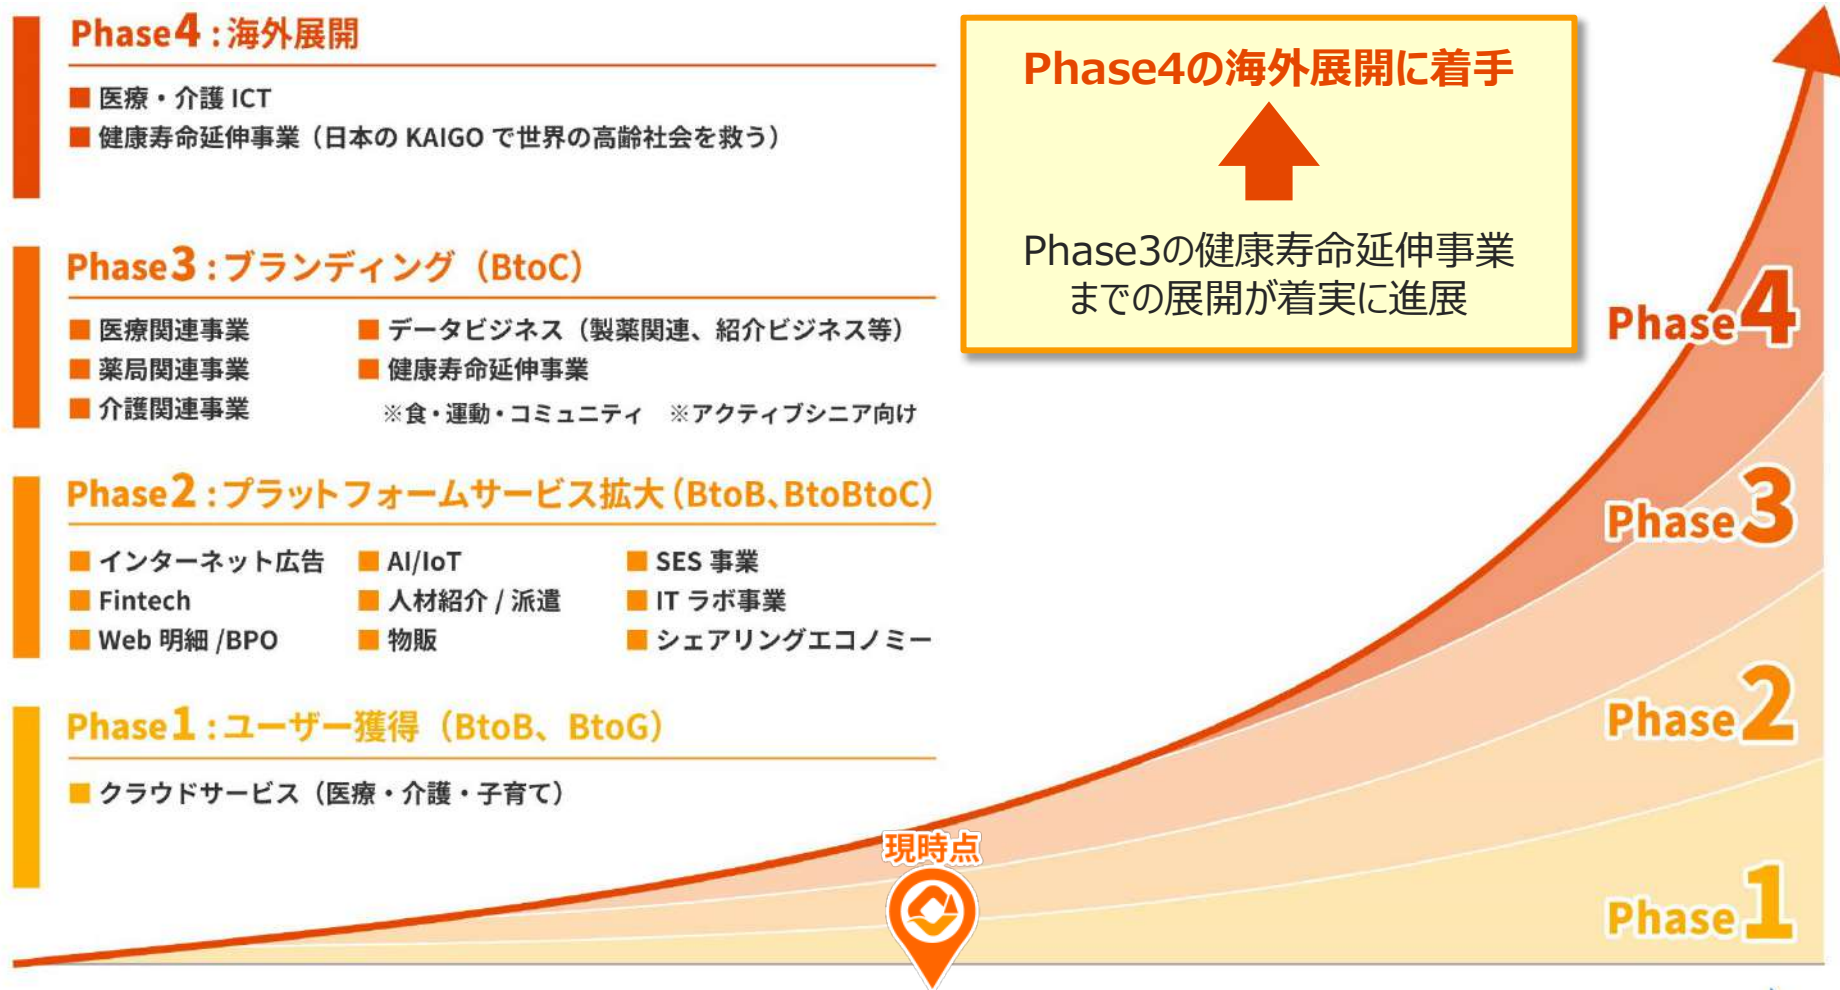 Phase4:海外展開
■ 医療・介護 ICT
■ 健康寿命延伸事業（日本の KAIGO で世界の高齢社会を救う）
Phase4の海外展開に着手
Phase3の健康寿命延伸事業
までの展開が着実に進展
Phase3:ブランディング（BtoC）
■ 医療関連事業 ■ データビジネス（製薬関連、紹介ビジネス等）
■ 薬局関連事業 ■ 健康寿命延伸事業
■ 介護関連事業 ※食・運動・コミュニティ ※アクティブシニア向け
Phase2:プラットフォームサービス拡大（BtoB、BtoBtoC）
■ インターネット広告 ■ AI/IoT ■ SES 事業
■ Fintech ■ 人材紹介 / 派遣 ■ IT ラボ事業
■ Web 明細 /BPO ■ 物販 ■ シェアリングエコノミー
Phase1:ユーザー獲得（BtoB、BtoG）
■ クラウドサービス（医療・介護・子育て）
現時点
Phase4
Phase3
Phase2
Phase1